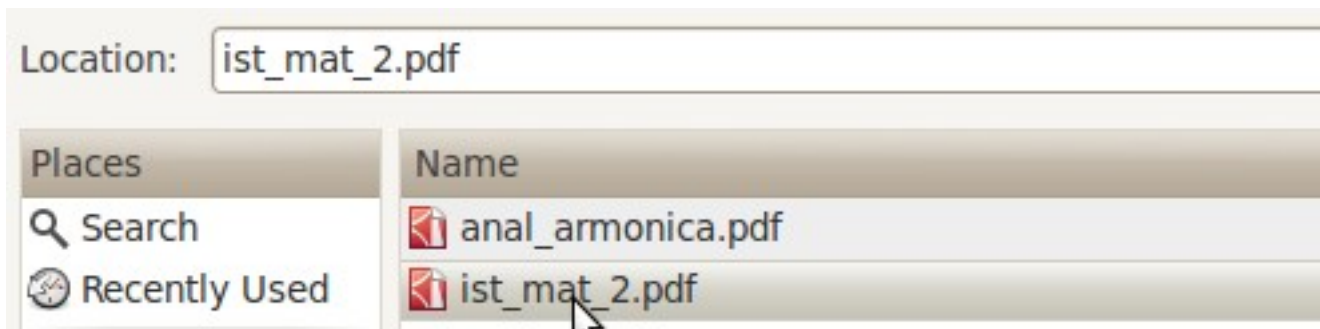 Location: ist_mat_2.pdf
Places Name
Search anal_armonica.pdf
Recently Used ist_mat_2.pdf